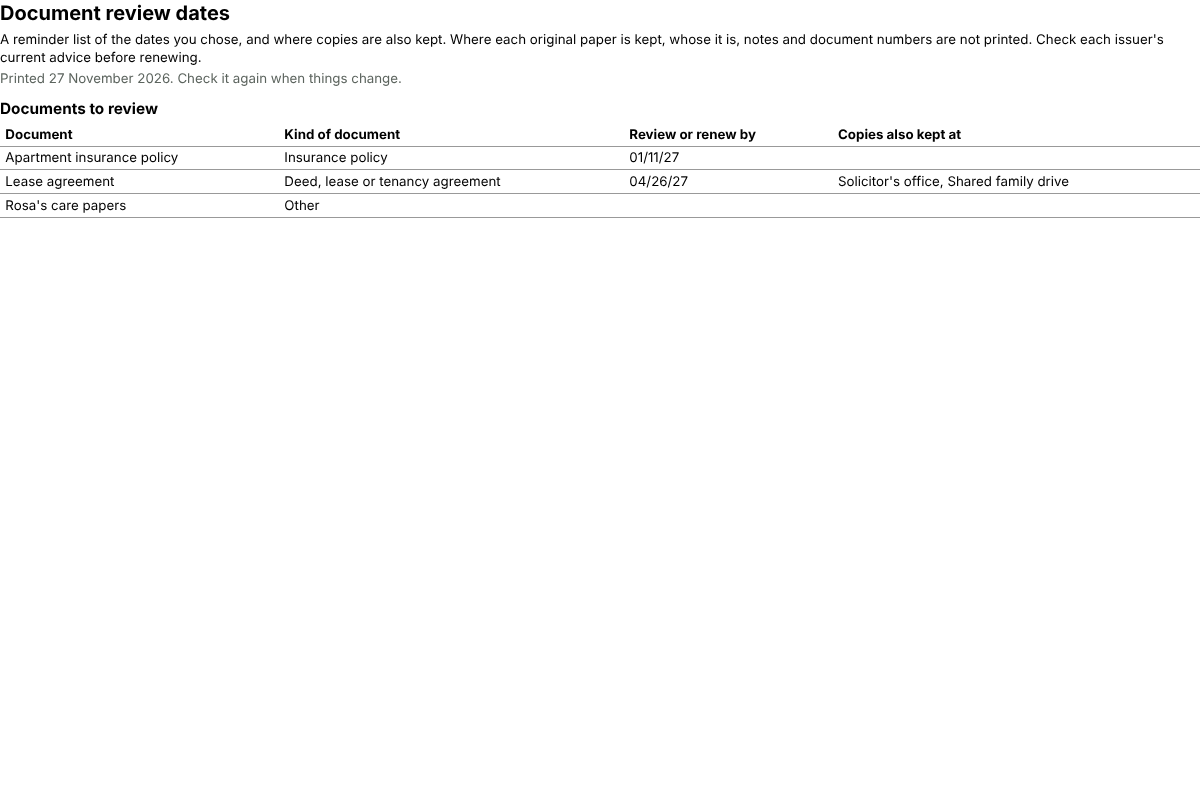 Document review dates
A reminder list of the dates you chose, and where copies are also kept. Where each original paper is kept, whose it is, notes and document numbers are not printed. Check each issuer's
current advice before renewing.
Printed 27 November 2026. Check it again when things change.
Documents to review
Document Kind of document Review or renew by Copies also kept at
Apartment insurance policy Insurance policy 01/11/27
Lease agreement Deed, lease or tenancy agreement 04/26/27 Solicitor's office, Shared family drive
Rosa's care papers Other